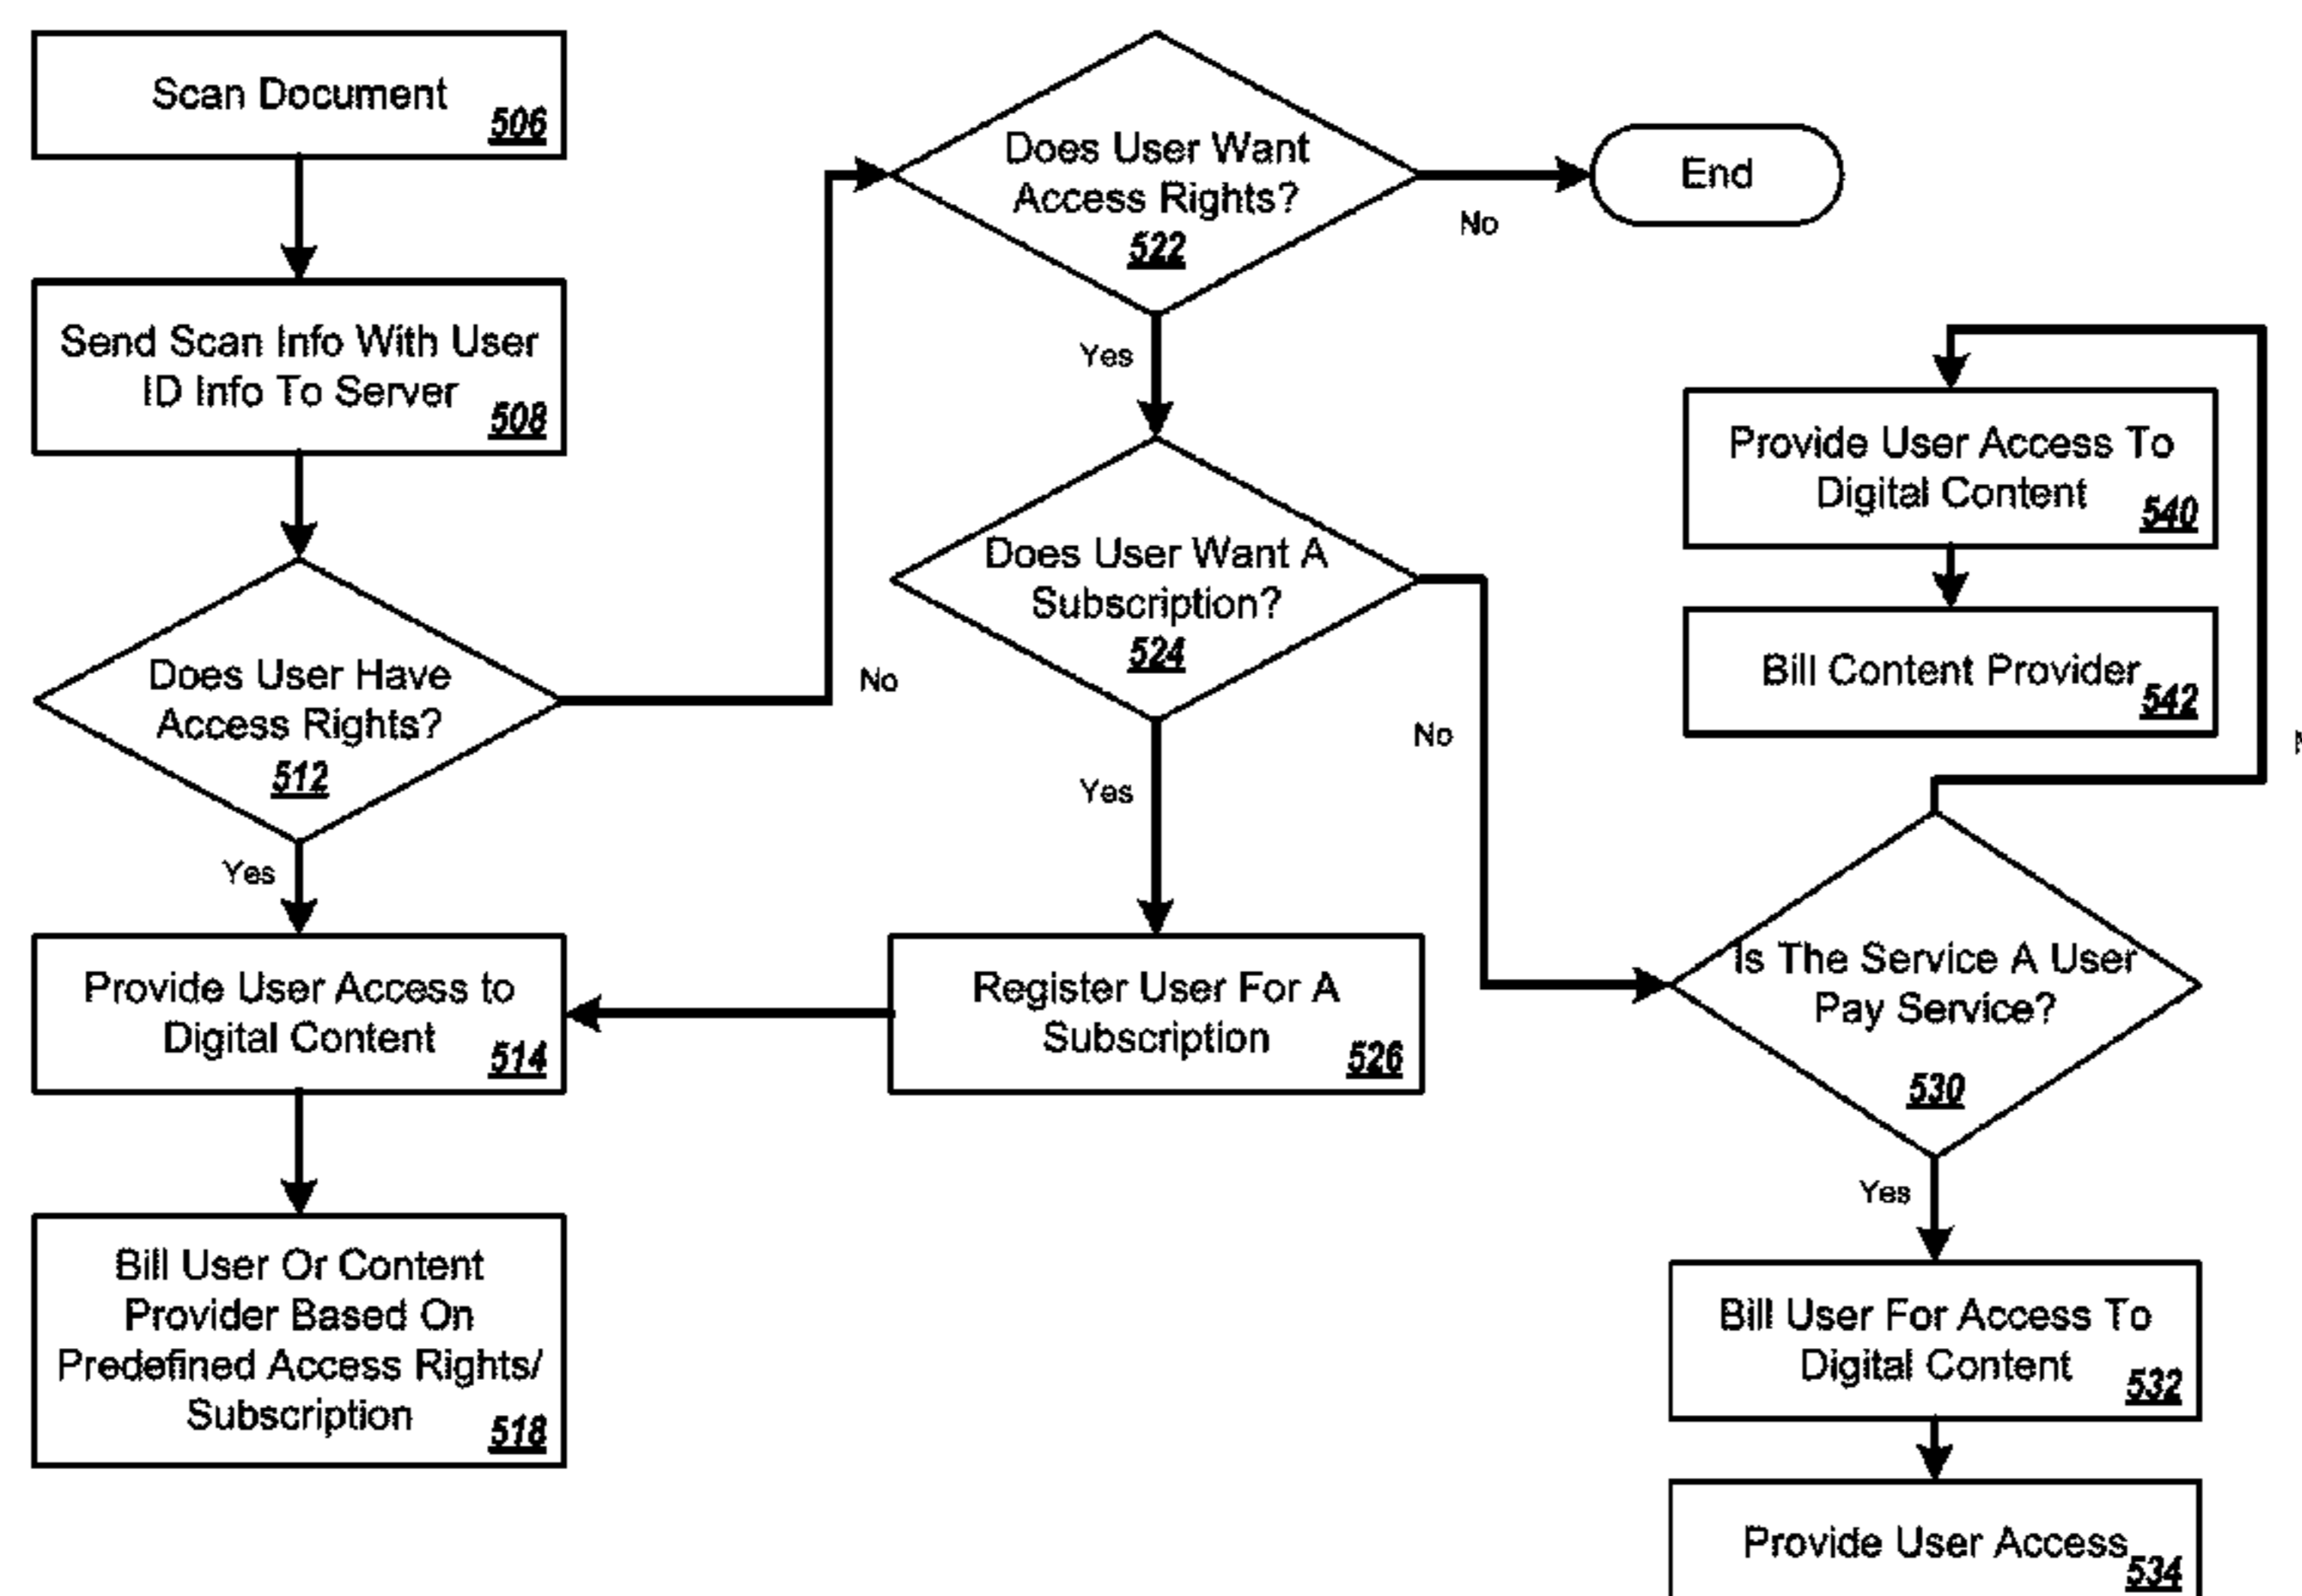 Scan Document
506
Send Scan Info With User
ID Info To Server
508
Does User Have
Access Rights?
512
No
Yes
Provide User Access to
Digital Content
514
Bill User Or Content
Provider Based On
Predefined Access Rights/
Subscription
518
Does User Want
Access Rights?
522
No
End
Yes
Does User Want A
Subscription?
524
No
Yes
Register User For A
Subscription
526
Provide User Access To
Digital Content
540
Bill Content Provider
542
Is The Service A User
Pay Service?
530
Yes
Bill User For Access To
Digital Content
532
Provide User Access
534